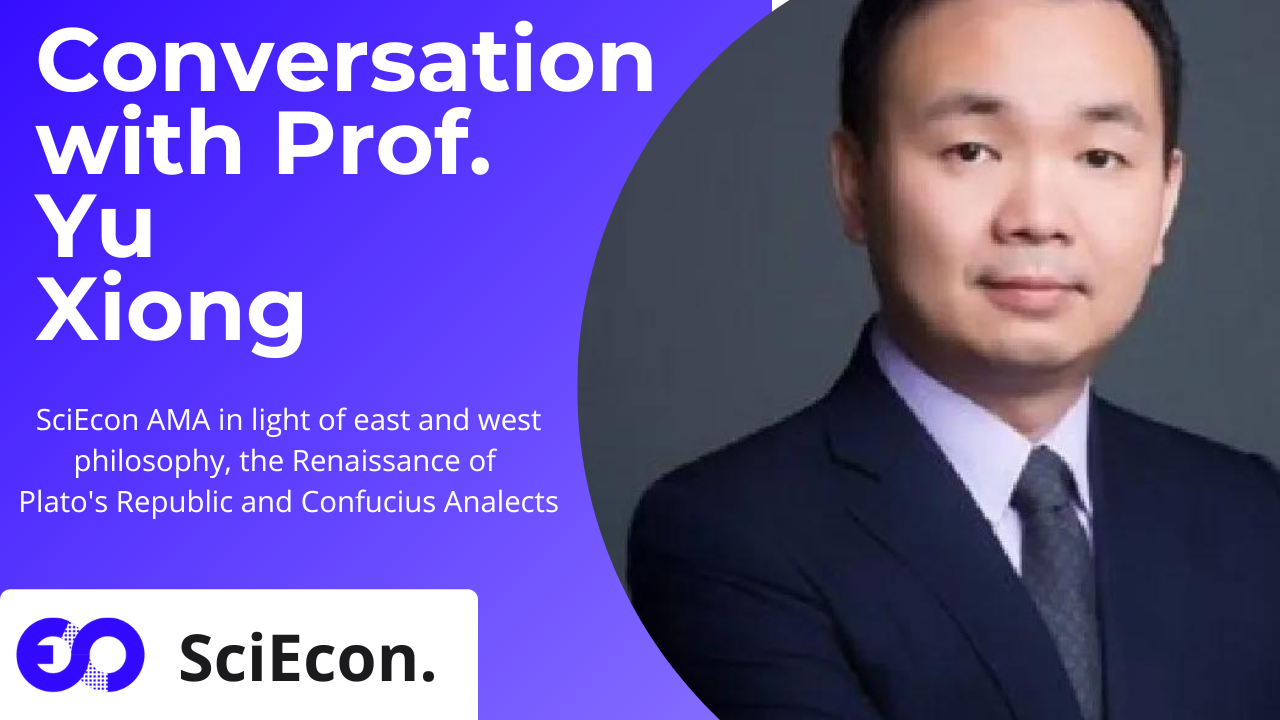 Conversation
with Prof.
Yu
Xiong
SciEcon AMA in light of east and west
philosophy, the Renaissance of
Plato's Republic and Confucius Analects
SciEcon.